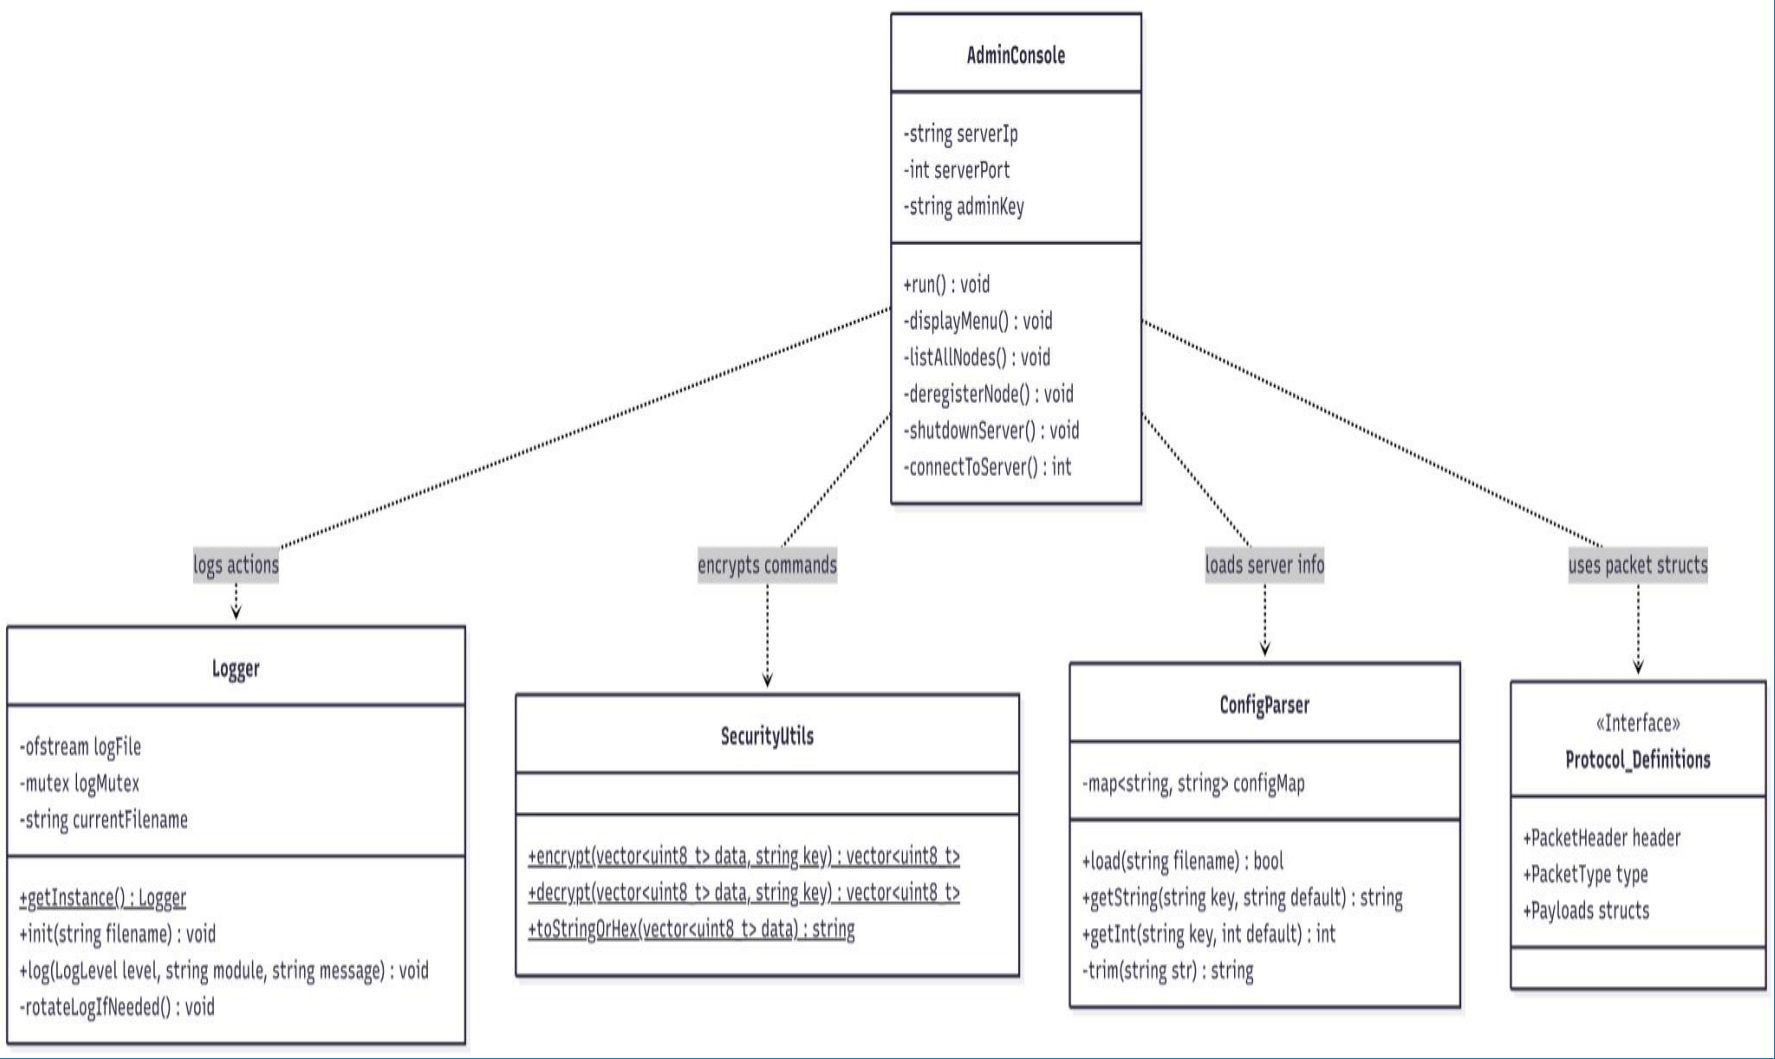 AdminConsole
-string serverIp
-int serverPort
-string adminKey
+run() : void
-displayMenu() : void
-listAllNodes() : void
-deregisterNode() : void
-shutdownServer() : void
-connectToServer() : int
logs actions
encrypts commands
loads server info
uses packet structs
Logger
-ofstream logFile
-mutex logMutex
-string currentFilename
+getInstance() : Logger
+init(string filename) : void
+log(LogLevel level, string module, string message) : void
-rotateLogIfNeeded() : void
SecurityUtils
+encrypt(vector<uint8_t> data, string key) : vector<uint8_t>
+decrypt(vector<uint8_t> data, string key) : vector<uint8_t>
+toStringOrHex(vector<uint8_t> data) : string
ConfigParser
-map<string, string> configMap
+load(string filename) : bool
+getString(string key, string default) : string
+getInt(string key, int default) : int
-trim(string str) : string
«Interface»
Protocol_Definitions
+PacketHeader header
+PacketType type
+Payloads structs